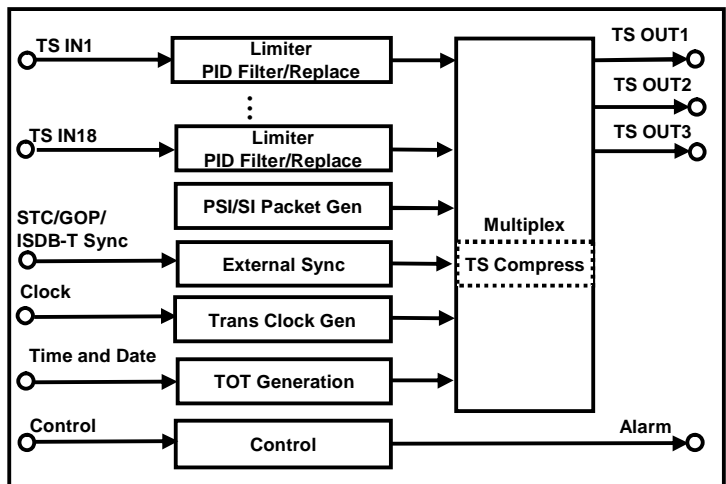 TS IN1
Limiter
PID Filter/Replace
TS OUT1
TS OUT2
TS IN18
Limiter
PID Filter/Replace
TS OUT3
PSI/SI Packet Gen
STC/GOP/
ISDB-T Sync
External Sync
Multiplex
TS Compress
Clock
Trans Clock Gen
Time and Date
TOT Generation
Control
Control
Alarm